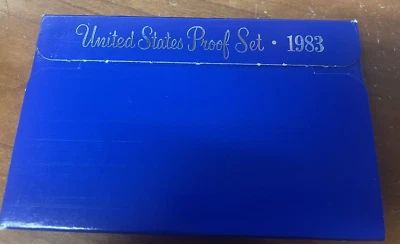 United States Proof Set · 1983